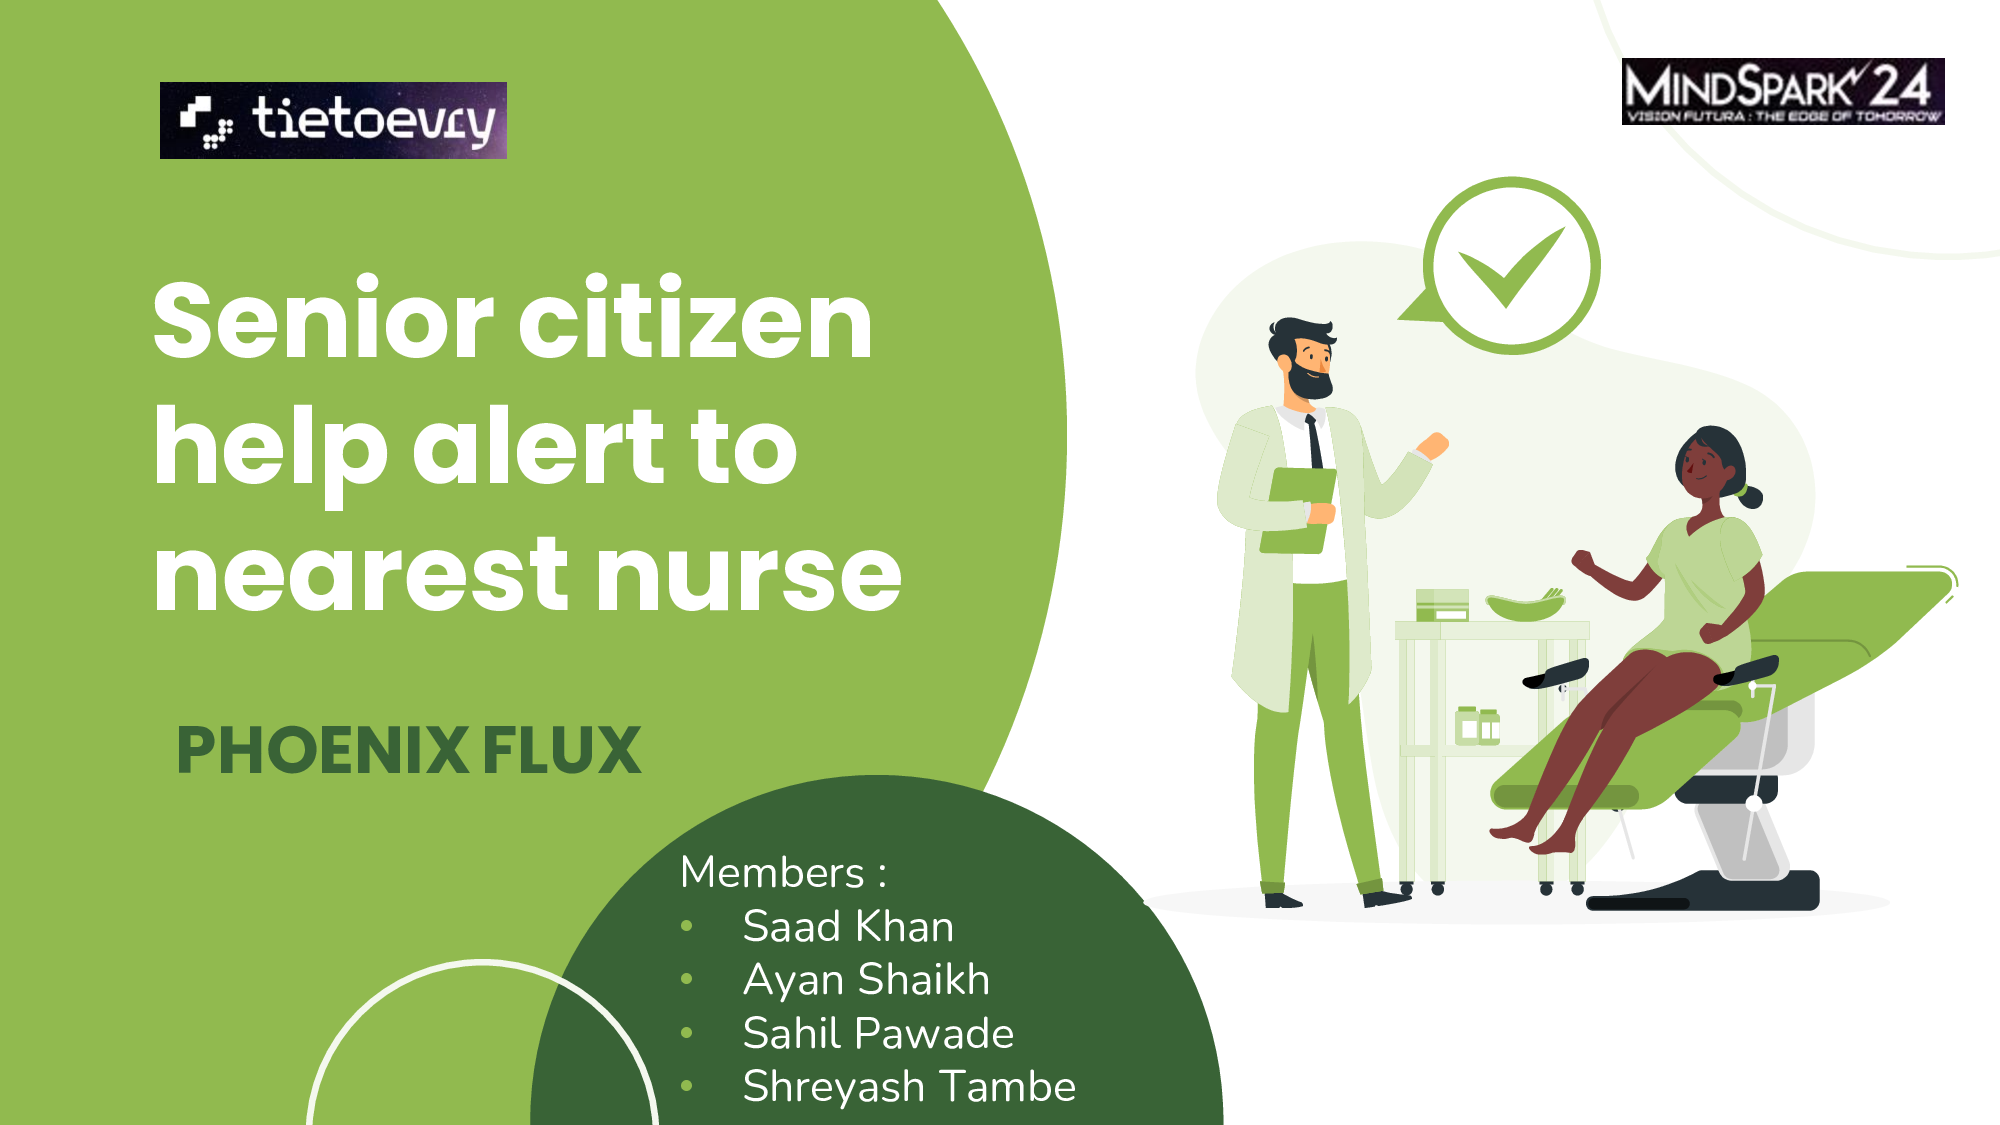 tietoevry
MINDSPARK'24
VISION FUTURA : THE EDGE OF TOMORROW
Senior citizen
help alert to
nearest nurse
PHOENIX FLUX
Members :
• Saad Khan
• Ayan Shaikh
• Sahil Pawade
• Shreyash Tambe